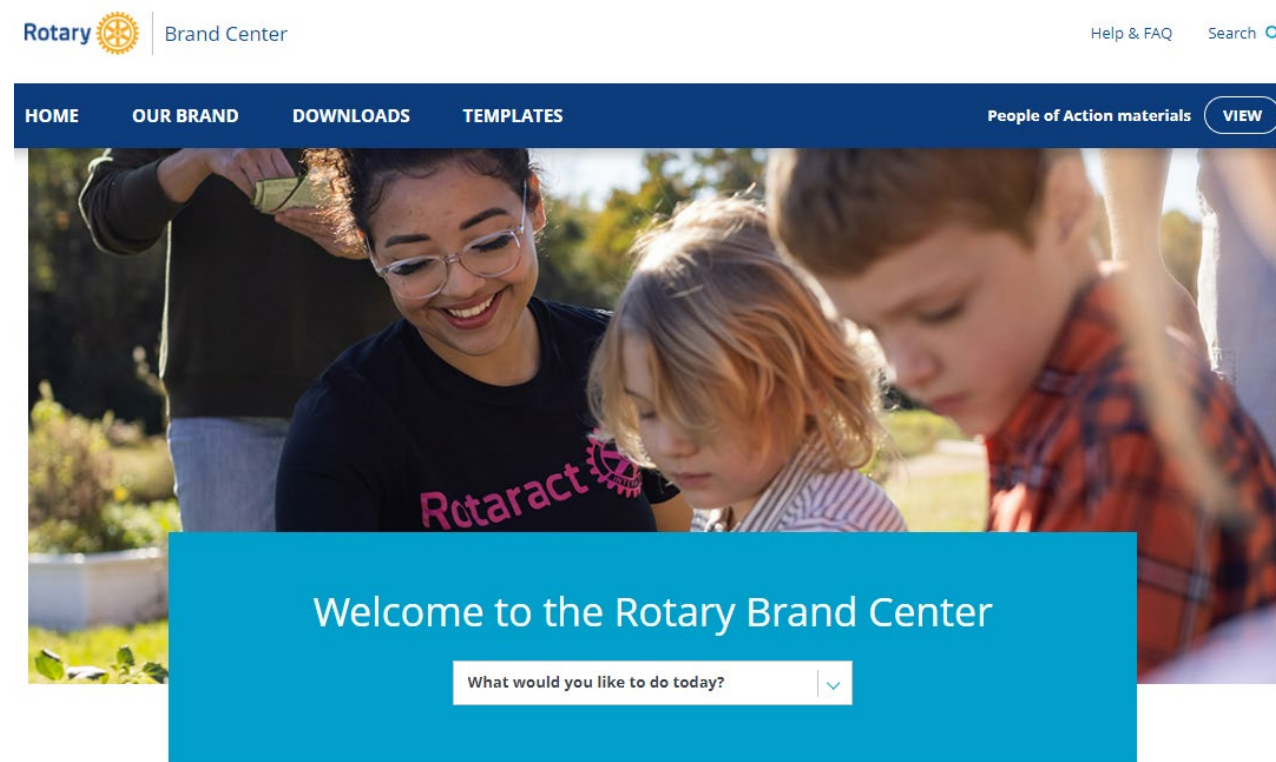 Rotary
Brand Center
Help & FAQ
Search
HOME
OUR BRAND
DOWNLOADS
TEMPLATES
People of Action materials
VIEW
Rotaract
Welcome to the Rotary Brand Center
What would you like to do today?